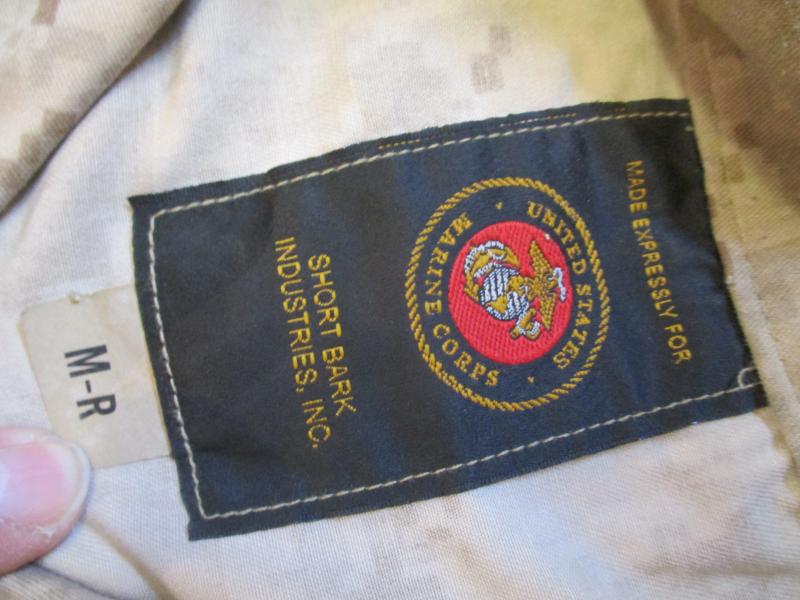 MADE EXPRESSLY FOR
UNITED STATES
MARINE CORPS
SHORT BARK
INDUSTRIES, INC.
M-R